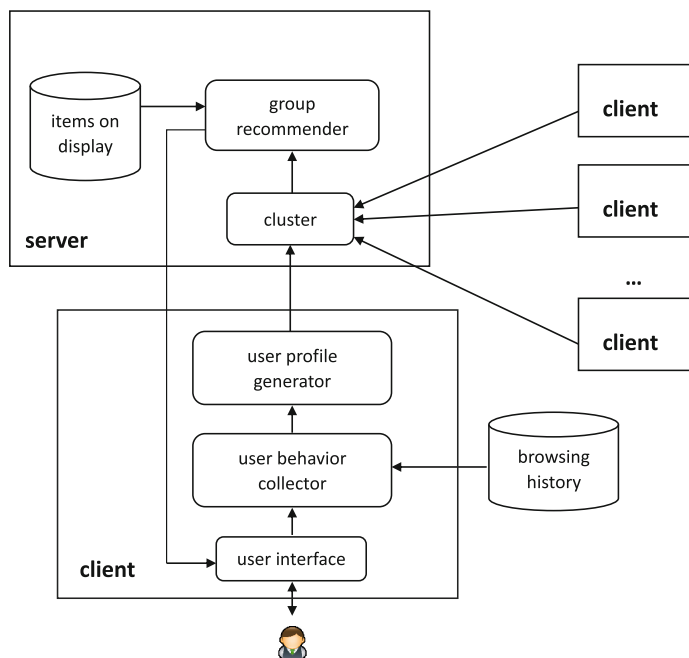 items on
display
group
recommender
cluster
server
client
client
...
client
user profile
generator
user behavior
collector
browsing
history
user interface
client